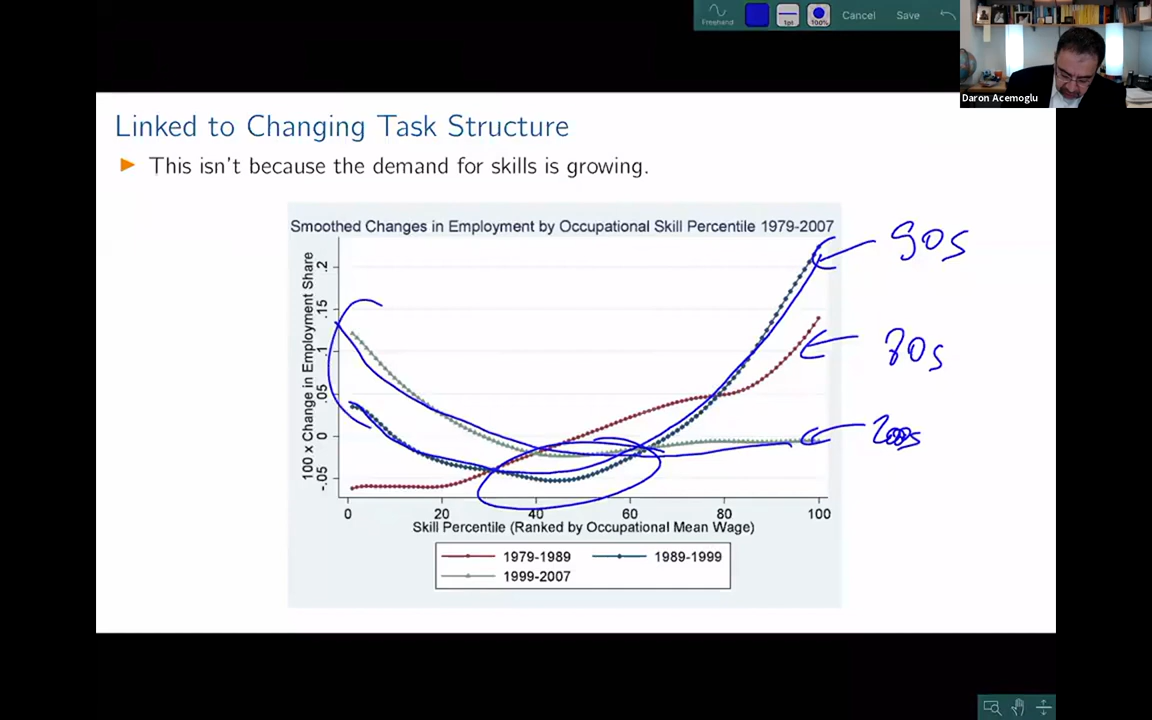 Freehand
1pt
100%
Cancel
Save
Daron Acemoglu
Linked to Changing Task Structure
This isn't because the demand for skills is growing.
Smoothed Changes in Employment by Occupational Skill Percentile 1979-2007
100 x Change in Employment Share
.2
.15
.1
.05
0
-.05
0 20 40 60 80 100
Skill Percentile (Ranked by Occupational Mean Wage)
1979-1989 1989-1999
1999-2007
90s
80s
2000s